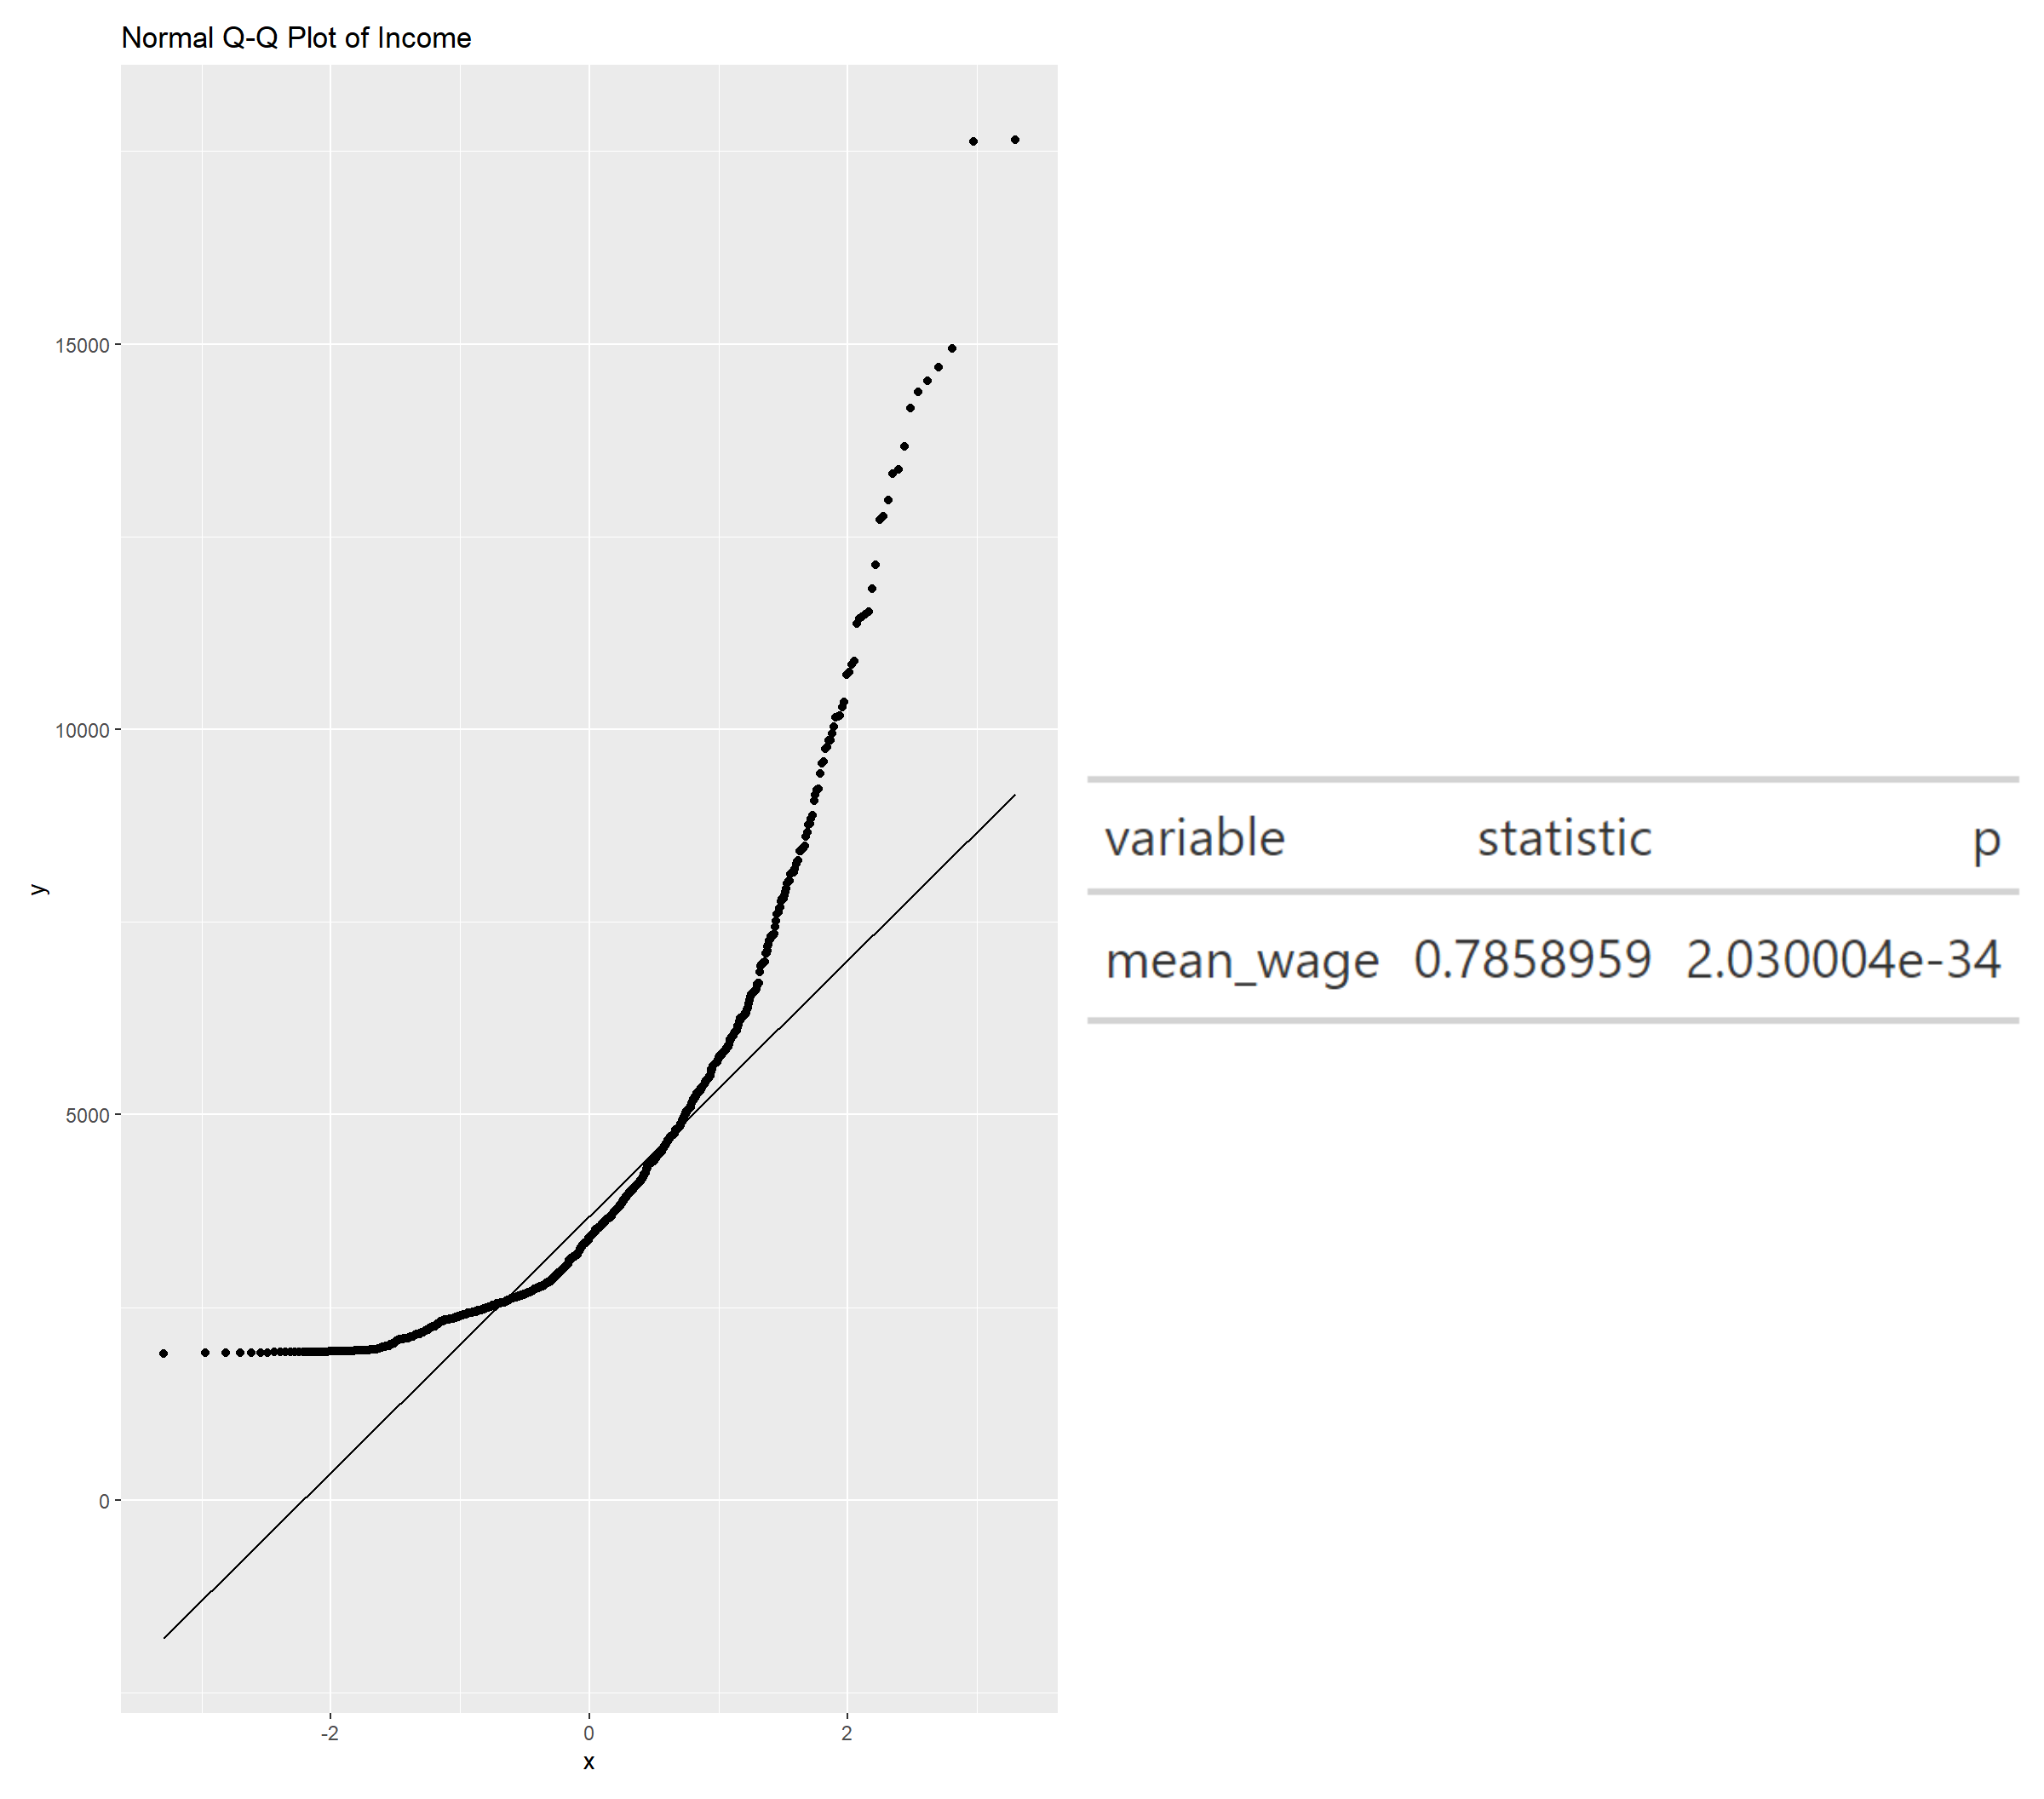 Normal Q-Q Plot of Income
15000
10000
5000
0
y
-2 0 2
x
variable statistic p
mean_wage 0.7858959 2.030004e-34